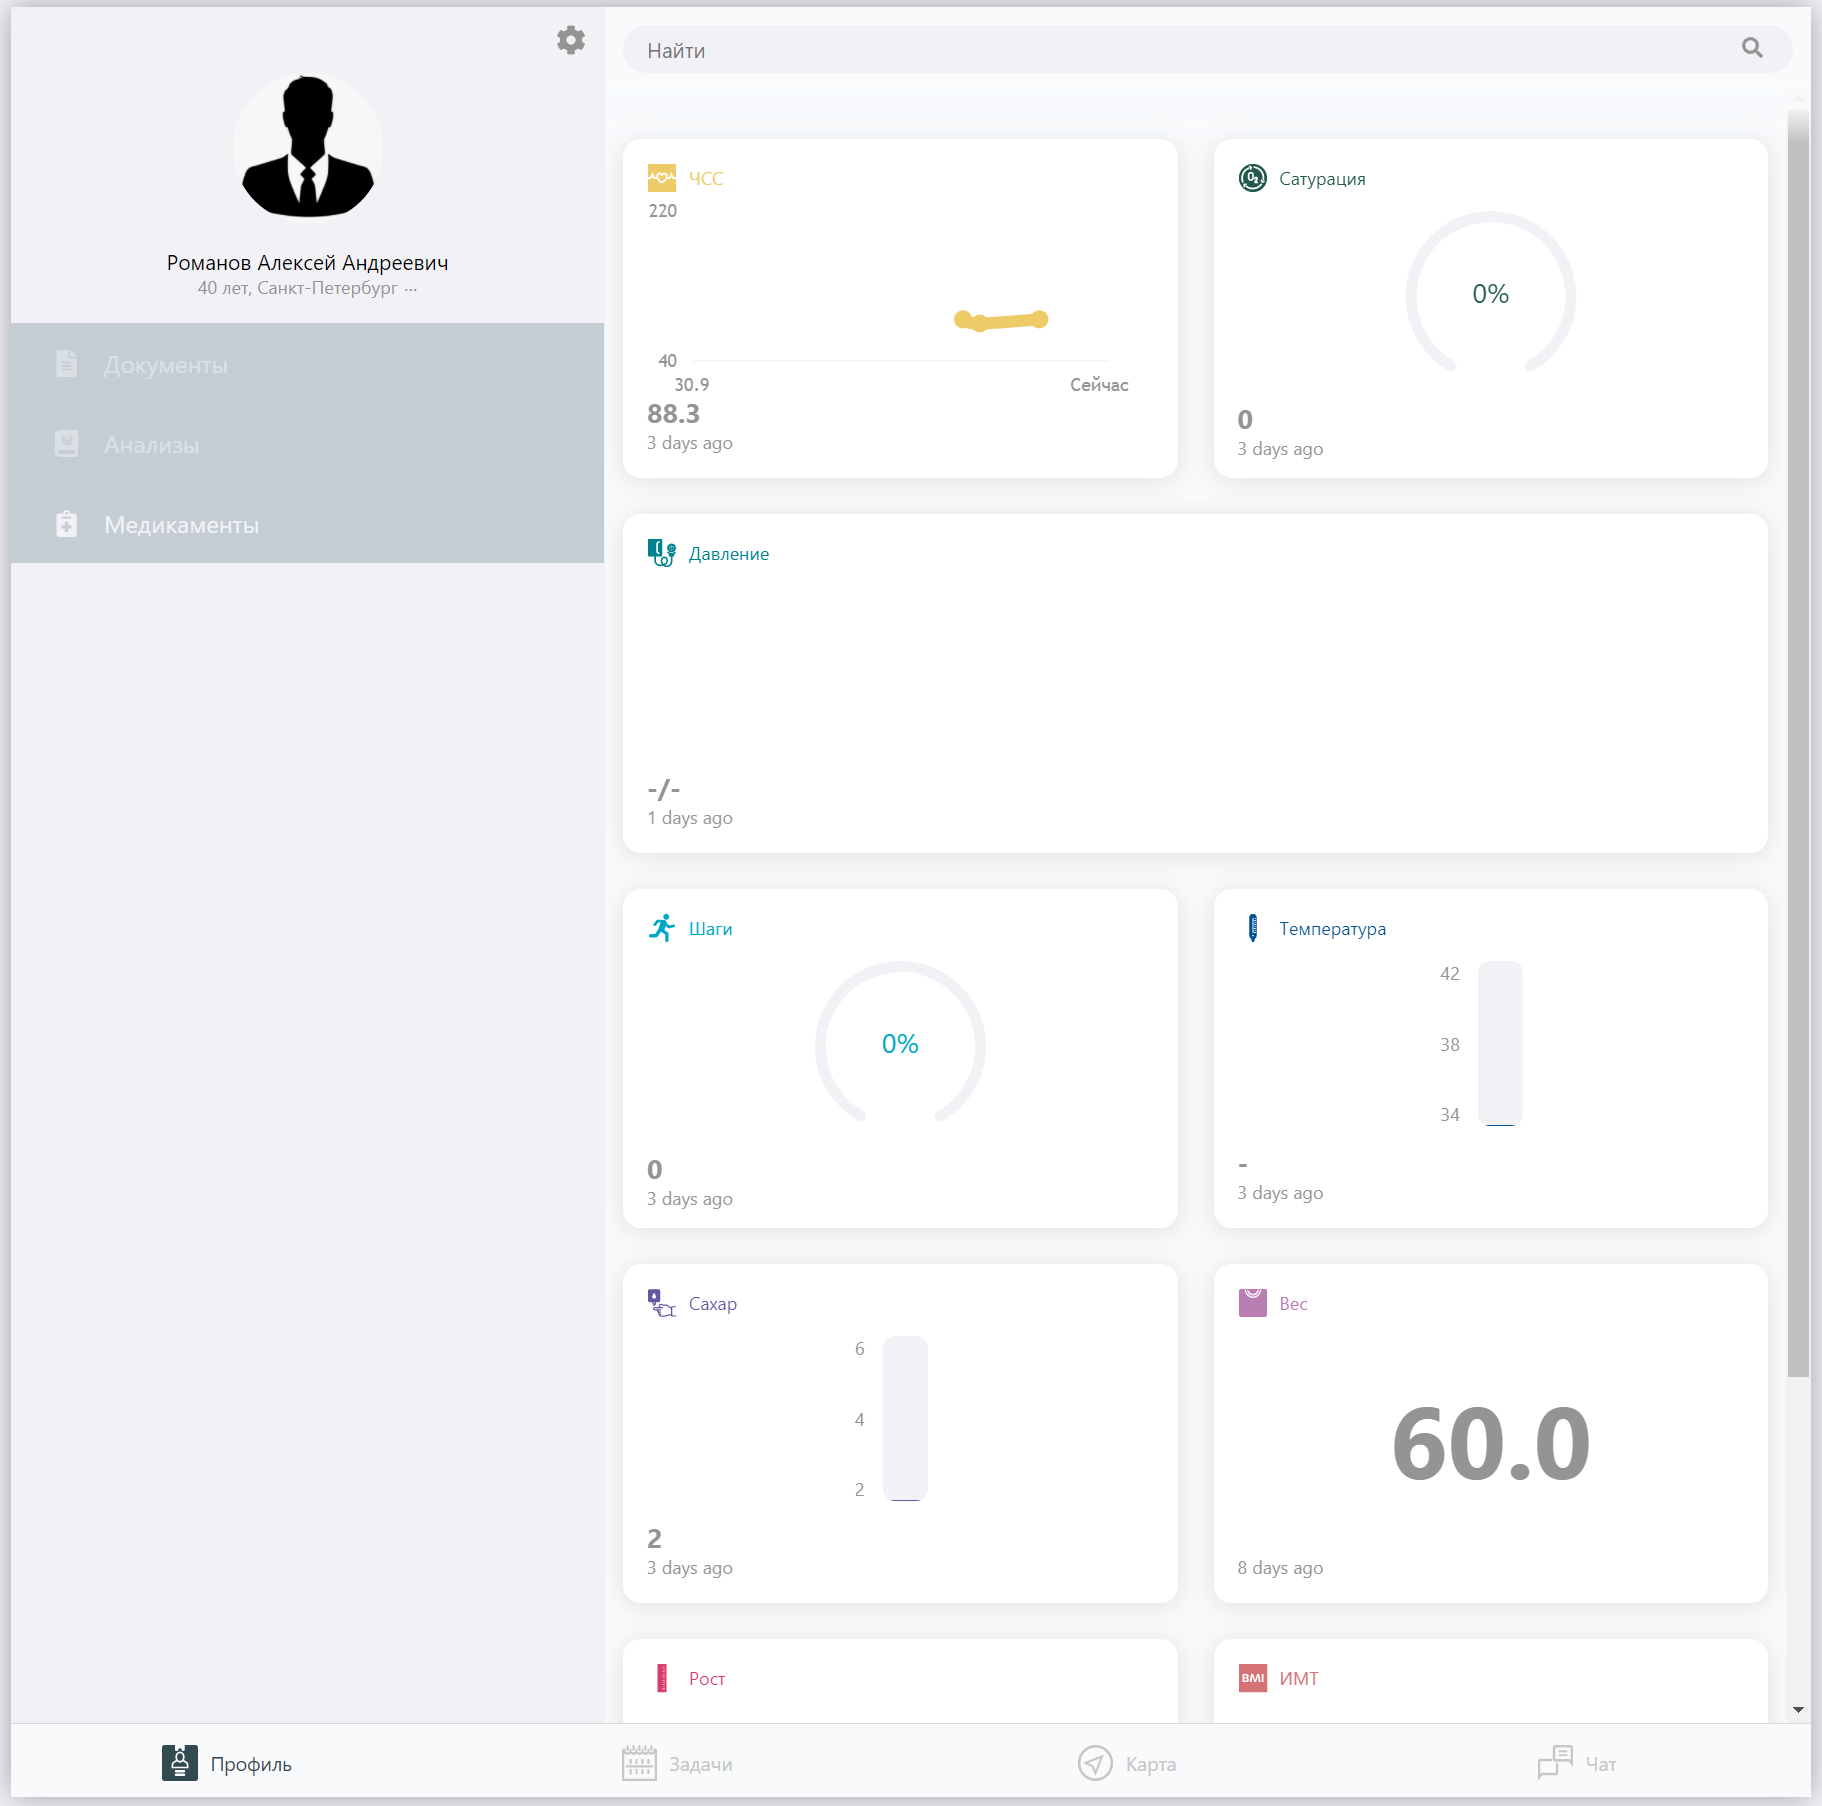 Найти
Романов Алексей Андреевич
40 лет, Санкт-Петербург ...
Документы
Анализы
Медикаменты
ЧСС
220
40
30.9 Сейчас
88.3
3 days ago
Сатурация
0%
0
3 days ago
Давление
-/-
1 days ago
Шаги
0%
0
3 days ago
Температура
42
38
34
-
3 days ago
Сахар
6
4
2
2
3 days ago
Вес
60.0
8 days ago
Рост
BMI ИМТ
Профиль
Задачи
Карта
Чат